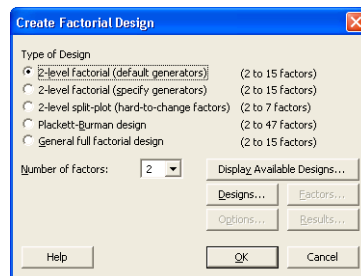 Create Factorial Design
Type of Design
2-level factorial (default generators) (2 to 15 factors)
2-level factorial (specify generators) (2 to 15 factors)
2-level split-plot (hard-to-change factors) (2 to 7 factors)
Plackett-Burman design (2 to 47 factors)
General full factorial design (2 to 15 factors)
Number of factors: 2 Display Available Designs...
Designs... Factors...
Options... Results...
Help OK Cancel